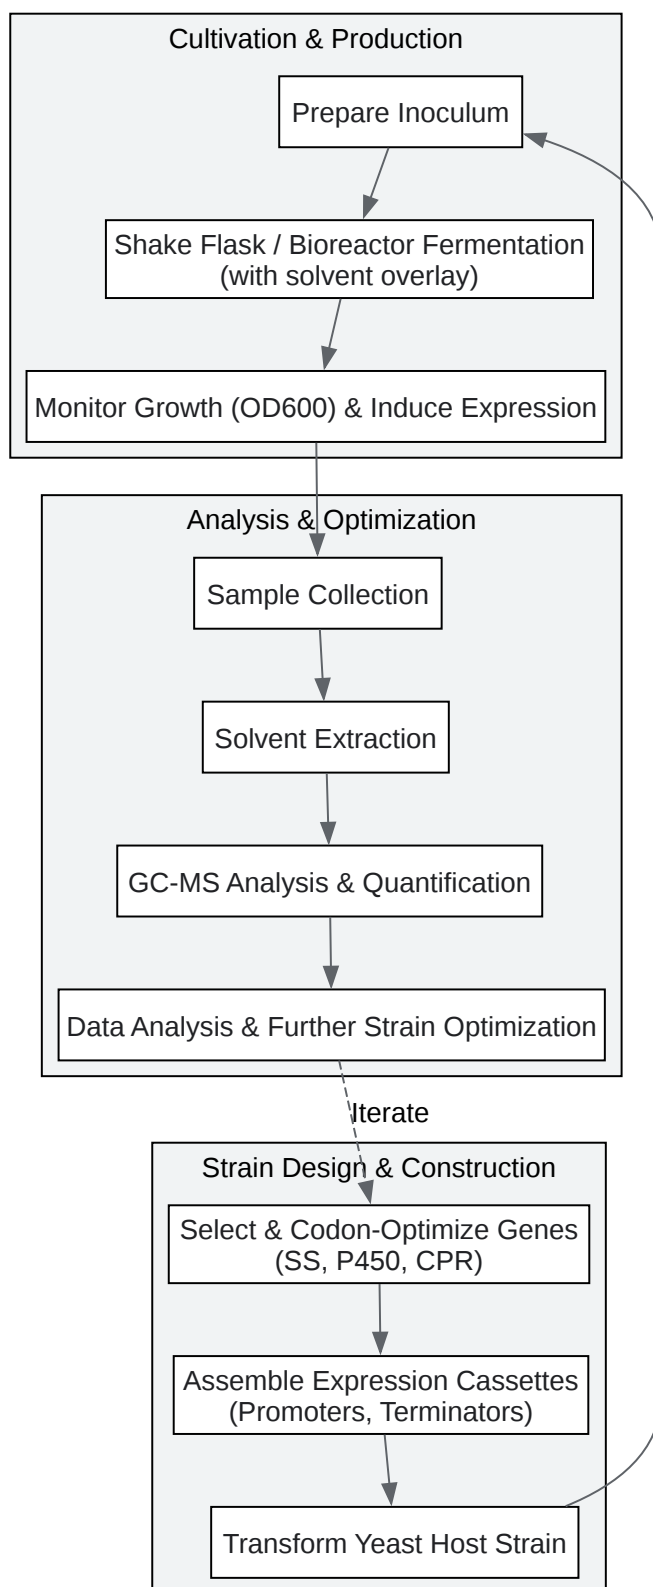 Cultivation & Production
Prepare Inoculum
Shake Flask / Bioreactor Fermentation
(with solvent overlay)
Monitor Growth (OD600) & Induce Expression
Analysis & Optimization
Sample Collection
Solvent Extraction
GC-MS Analysis & Quantification
Data Analysis & Further Strain Optimization
Iterate
Strain Design & Construction
Select & Codon-Optimize Genes
(SS, P450, CPR)
Assemble Expression Cassettes
(Promoters, Terminators)
Transform Yeast Host Strain